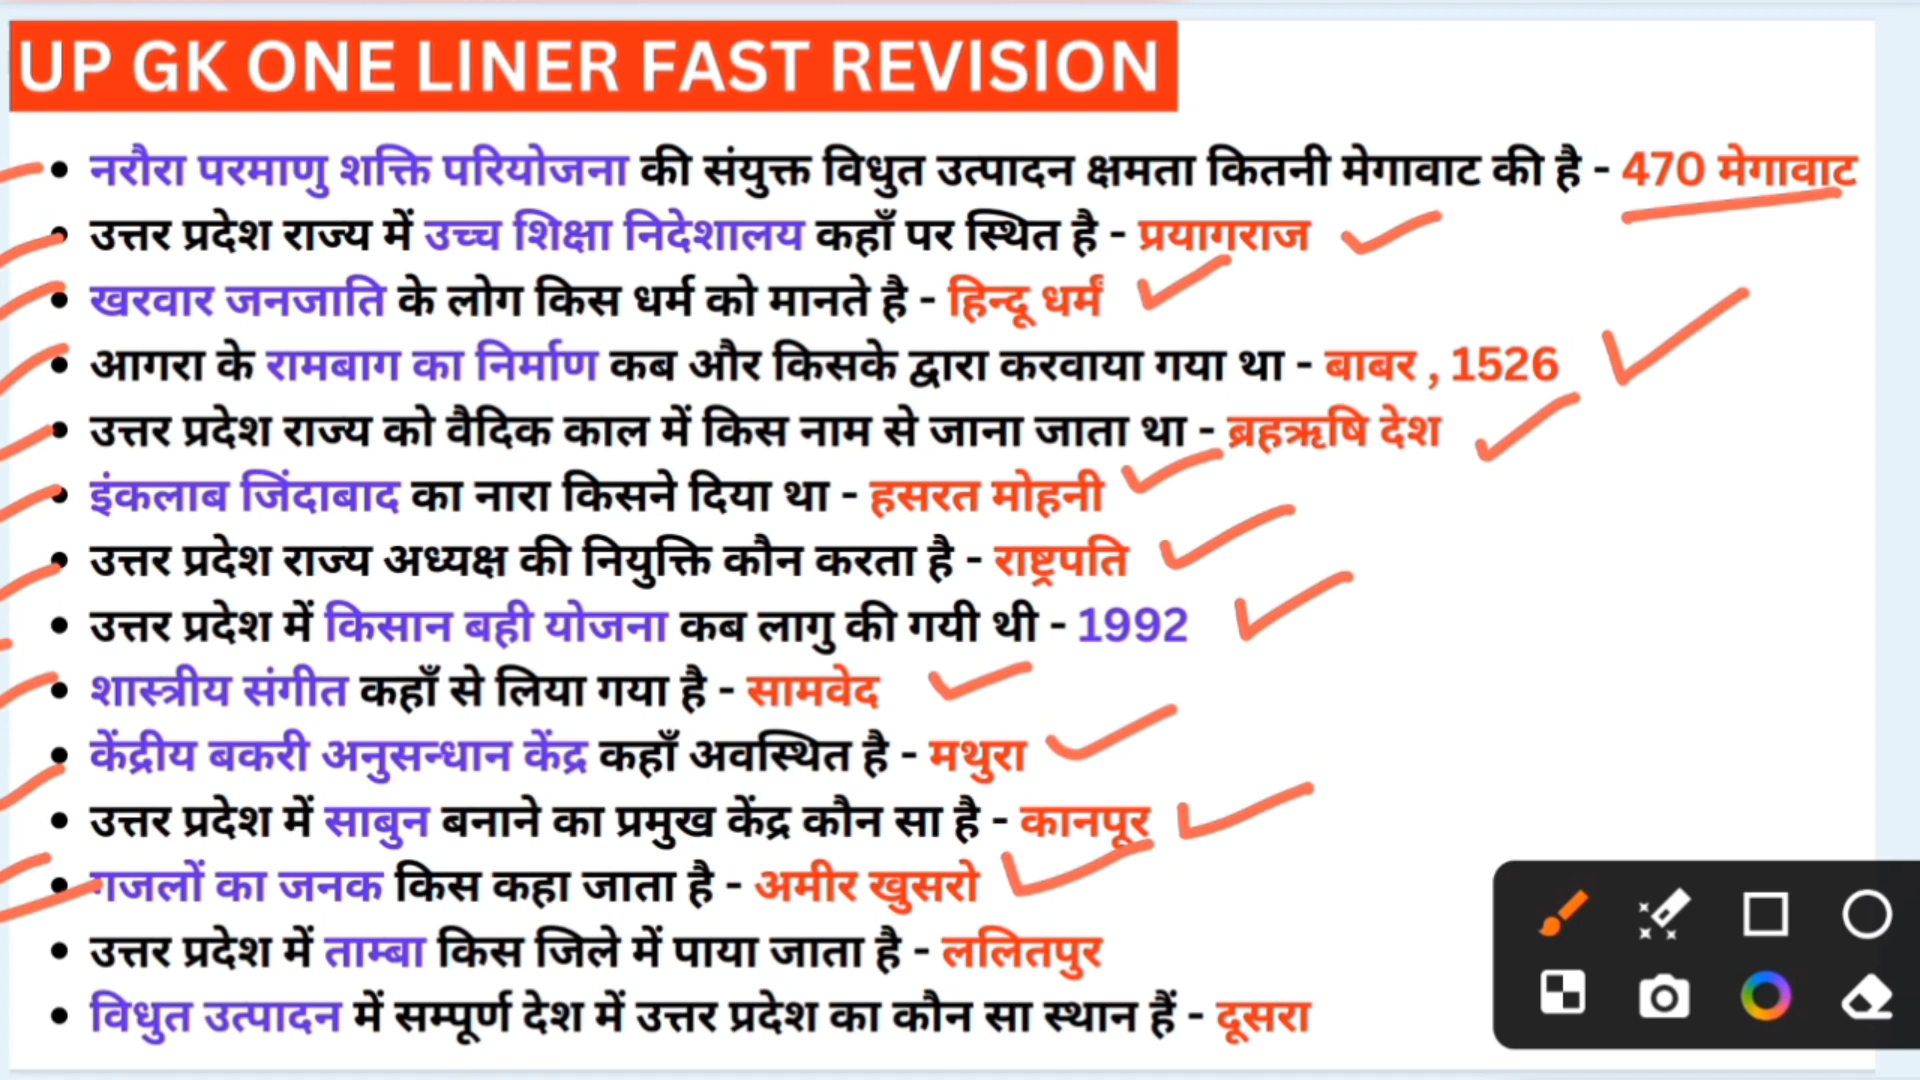 UP GK ONE LINER FAST REVISION
• नरौरा परमाणु शक्ति परियोजना की संयुक्त विधुत उत्पादन क्षमता कितनी मेगावाट की है - 470 मेगावाट
• उत्तर प्रदेश राज्य में उच्च शिक्षा निदेशालय कहाँ पर स्थित है - प्रयागराज
• खरवार जनजाति के लोग किस धर्म को मानते है - हिन्दू धर्मं
• आगरा के रामबाग का निर्माण कब और किसके द्वारा करवाया गया था - बाबर , 1526
• उत्तर प्रदेश राज्य को वैदिक काल में किस नाम से जाना जाता था - ब्रहऋषि देश
• इंकलाब जिंदाबाद का नारा किसने दिया था - हसरत मोहनी
• उत्तर प्रदेश राज्य अध्यक्ष की नियुक्ति कौन करता है - राष्ट्रपति
• उत्तर प्रदेश में किसान बही योजना कब लागु की गयी थी - 1992
• शास्त्रीय संगीत कहाँ से लिया गया है - सामवेद
• केंद्रीय बकरी अनुसन्धान केंद्र कहाँ अवस्थित है - मथुरा
• उत्तर प्रदेश में साबुन बनाने का प्रमुख केंद्र कौन सा है - कानपूर
• गजलों का जनक किस कहा जाता है - अमीर खुसरो
• उत्तर प्रदेश में ताम्बा किस जिले में पाया जाता है - ललितपुर
• विधुत उत्पादन में सम्पूर्ण देश में उत्तर प्रदेश का कौन सा स्थान हैं - दूसरा